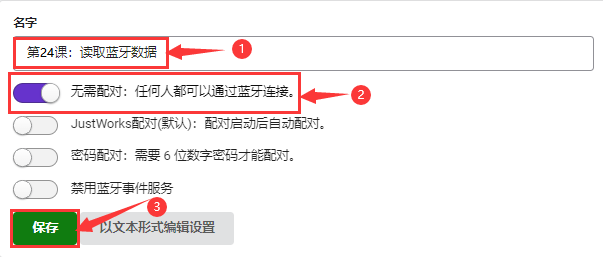 名字
第24课：读取蓝牙数据
1
无需配对：任何人都可以通过蓝牙连接。
2
JustWorks配对(默认)：配对启动后自动配对。
密码配对：需要 6 位数字密码才能配对。
禁用蓝牙事件服务
3
保存
以文本形式编辑设置